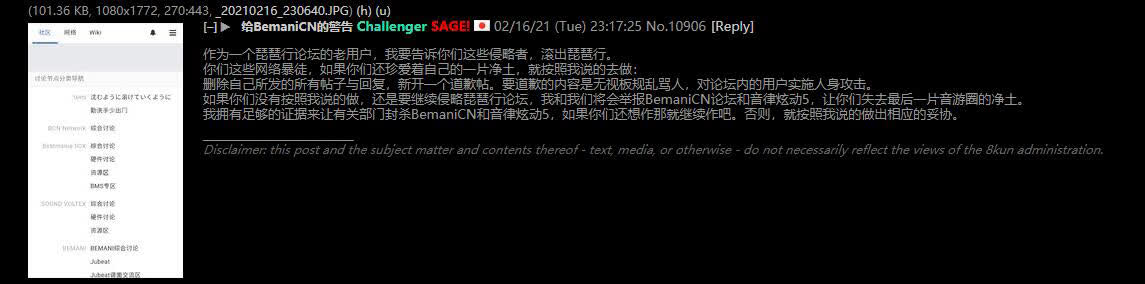 (101.36 KB, 1080x1772, 270:443, _20210216_230640.JPG) (h) (u)
[–] ▶ 给BemaniCN的警告 Challenger SAGE! 02/16/21 (Tue) 23:17:25 No.10906 [Reply]
作为一个琵琶行论坛的老用户，我要告诉你们这些侵略者，滚出琵琶行。
你们这些网络暴徒，如果你们还珍爱着自己的一片净土，就按照我说的去做：
删除自己所发的所有帖子与回复，新开一个道歉帖。要道歉的内容是无视板规乱骂人，对论坛内的用户实施人身攻击。
如果你们没有按照我说的做，还是要继续侵略琵琶行论坛，我和我们将会举报BemaniCN论坛和音律炫动5，让你们失去最后一片音游圈的净土。
我拥有足够的证据来让有关部门封杀BemaniCN和音律炫动5，如果你们还想作那就继续作吧。否则，就按照我说的做出相应的妥协。
Disclaimer: this post and the subject matter and contents thereof - text, media, or otherwise - do not necessarily reflect the views of the 8kun administration.
社区 网络 Wiki
讨论节点分类导航
沈むように溶けていくように
勤洗手少出门
BCN Network 综合讨论
beatmania IIDX 综合讨论
硬件讨论
资源区
BMS专区
SOUND VOLTEX 综合讨论
硬件讨论
资源区
BEMANI BEMANI综合讨论
Jubeat
Jubeat谱面交流区